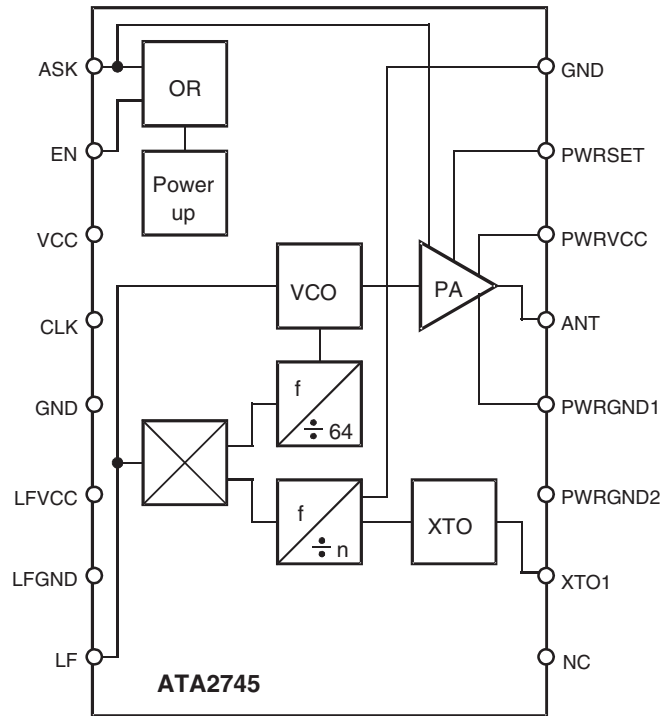 ASK
EN
VCC
CLK
GND
LFVCC
LFGND
LF
OR
Power
up
VCO
PA
f
÷ 64
f
÷ n
XTO
GND
PWRSET
PWRVCC
ANT
PWRGND1
PWRGND2
XTO1
NC
ATA2745